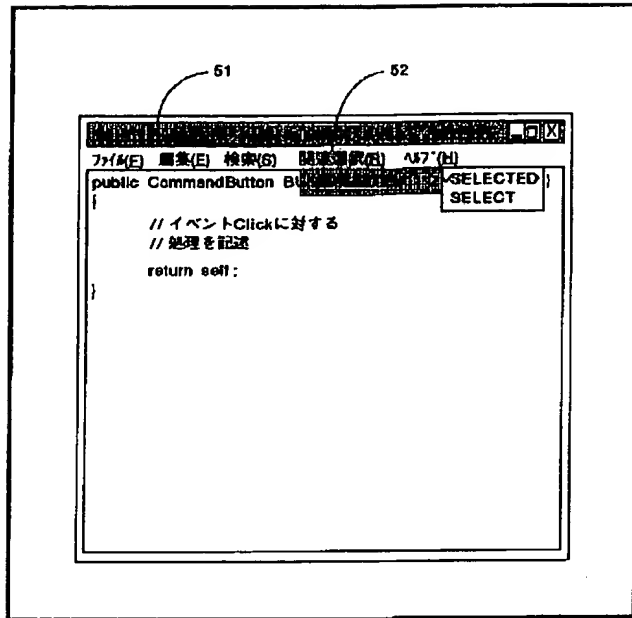 51
52
ファイル(F) 編集(E) 検索(S) 関連選択(R) ヘルプ(H)
public CommandButton BU
✓SELECTED }
SELECT
{
// イベントClickに対する
// 処理を記述
return self;
}